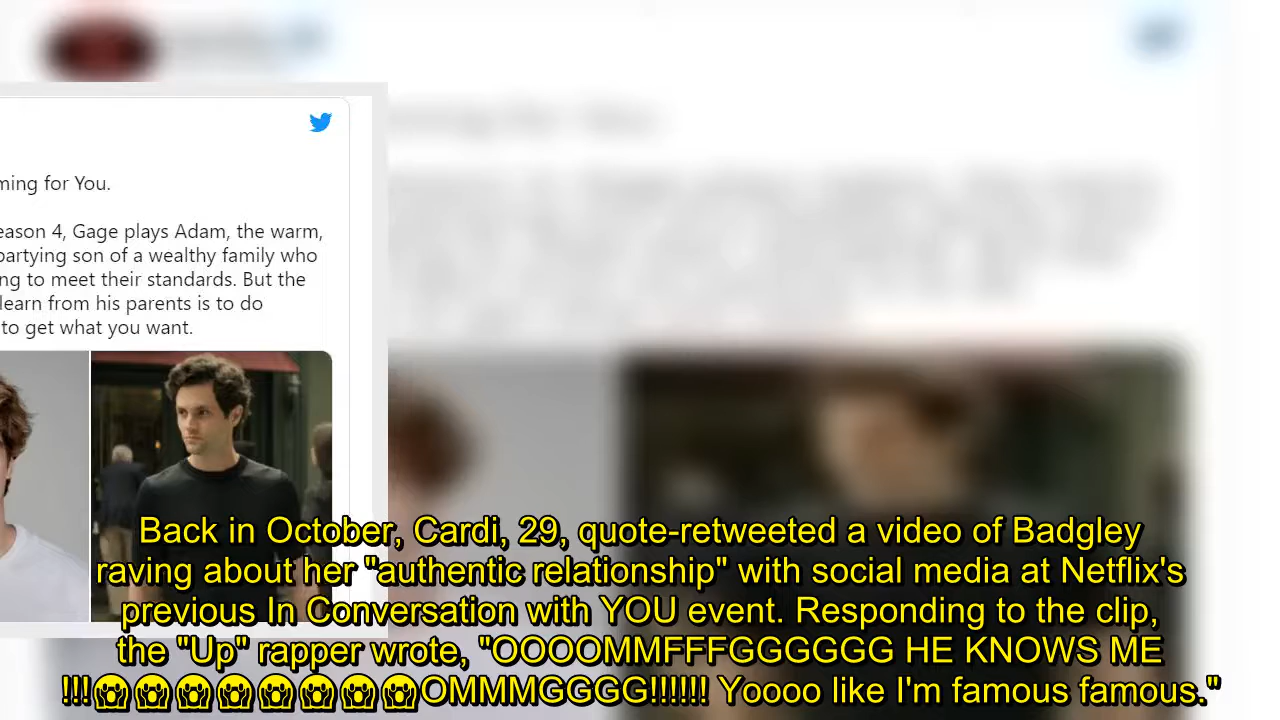 ming for You.
eason 4, Gage plays Adam, the warm,
partying son of a wealthy family who
ng to meet their standards. But the
learn from his parents is to do
to get what you want.
Back in October, Cardi, 29, quote-retweeted a video of Badgley
raving about her "authentic relationship" with social media at Netflix's
previous In Conversation with YOU event. Responding to the clip,
the "Up" rapper wrote, "OOOOMMFFFGGGGGG HE KNOWS ME
!!!😱😱😱😱😱😱😱😱OMMMGGGG!!!!!! Yoooo like I'm famous famous."